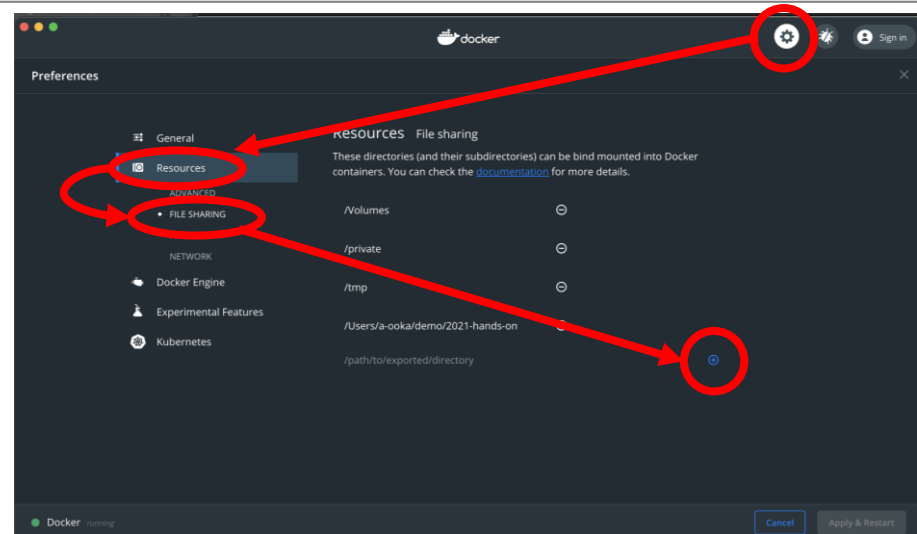 docker
Sign in
Preferences
General
Resources
ADVANCED
FILE SHARING
NETWORK
Docker Engine
Experimental Features
Kubernetes
Resources File sharing
These directories (and their subdirectories) can be bind mounted into Docker
containers. You can check the documentation for more details.
/Volumes
/private
/tmp
/Users/a-ooka/demo/2021-hands-on
/path/to/exported/directory
Docker running
Cancel
Apply & Restart